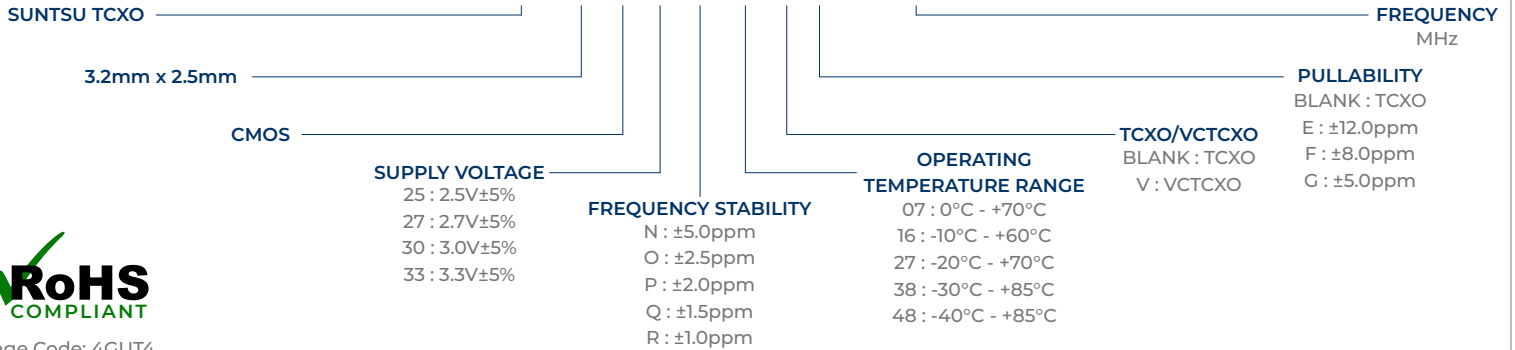 SUNTSU TCXO
3.2mm x 2.5mm
CMOS
SUPPLY VOLTAGE
25 : 2.5V±5%
27 : 2.7V±5%
30 : 3.0V±5%
33 : 3.3V±5%
FREQUENCY STABILITY
N : ±5.0ppm
O : ±2.5ppm
P : ±2.0ppm
Q : ±1.5ppm
R : ±1.0ppm
OPERATING
TEMPERATURE RANGE
07 : 0°C - +70°C
16 : -10°C - +60°C
27 : -20°C - +70°C
38 : -30°C - +85°C
48 : -40°C - +85°C
TCXO/VCTCXO
BLANK : TCXO
V : VCTCXO
PULLABILITY
BLANK : TCXO
E : ±12.0ppm
F : ±8.0ppm
G : ±5.0ppm
FREQUENCY
MHz
RoHS
COMPLIANT
Code: 4GUT4